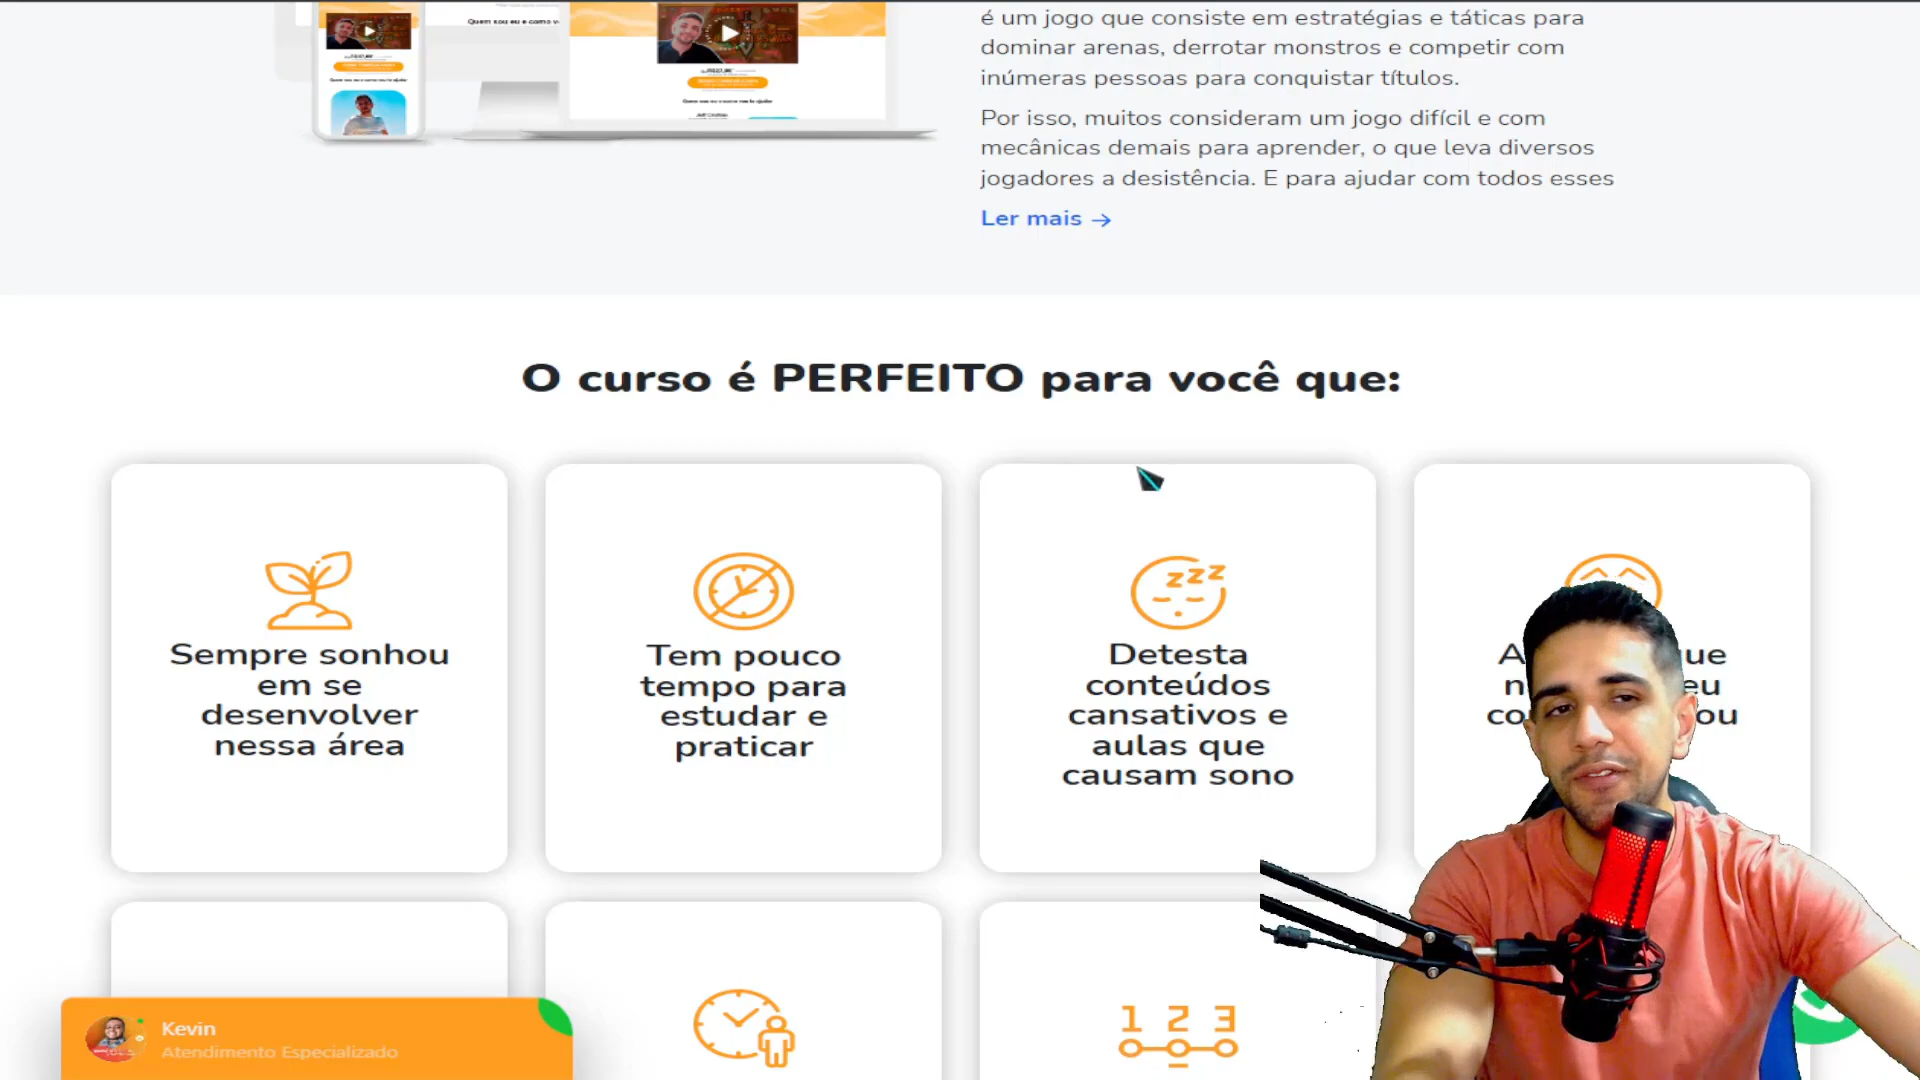 é um jogo que consiste em estratégias e táticas para
dominar arenas, derrotar monstros e competir com
inúmeras pessoas para conquistar títulos.
Por isso, muitos consideram um jogo difícil e com
mecânicas demais para aprender, o que leva diversos
jogadores a desistência. E para ajudar com todos esses
Ler mais →
O curso é PERFEITO para você que:
Sempre sonhou
em se
desenvolver
nessa área
Tem pouco
tempo para
estudar e
praticar
zzz
Detesta
conteúdos
cansativos e
aulas que
causam sono
Kevin
Atendimento Especializado
1 2 3